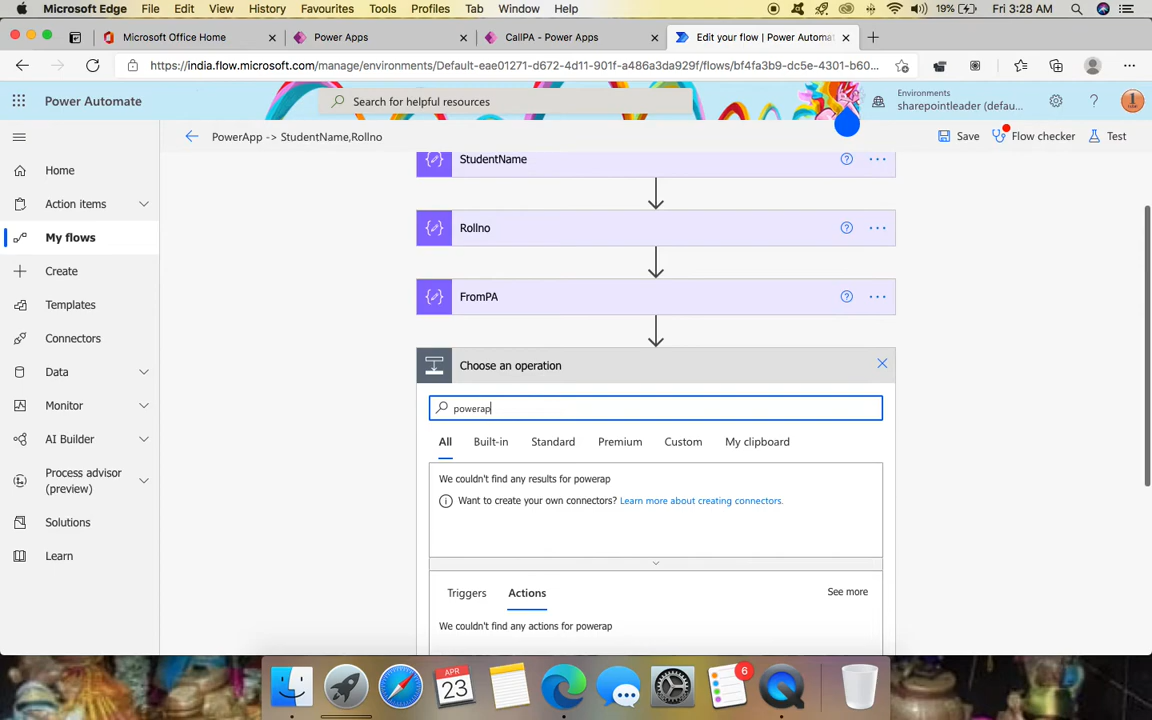 Microsoft Edge File Edit View History Favourites Tools Profiles Tab Window Help 19% Fri 3:28 AM
Microsoft Office Home
Power Apps
CallPA - Power Apps
Edit your flow | Power Automat
https://india.flow.microsoft.com/manage/environments/Default-eae01271-d672-4d11-901f-a486a3da929f/flows/bf4fa3b9-dc5e-4301-b60...
Power Automate
Search for helpful resources
Environments
sharepointleader (defau...
PowerApp -> StudentName,Rollno
Save
Flow checker
Test
Home
Action items
My flows
Create
Templates
Connectors
Data
Monitor
AI Builder
Process advisor
(preview)
Solutions
Learn
StudentName
Rollno
FromPA
Choose an operation
powerap
All Built-in Standard Premium Custom My clipboard
We couldn't find any results for powerap
Want to create your own connectors? Learn more about creating connectors.
Triggers Actions See more
We couldn't find any actions for powerap
APR
23
6